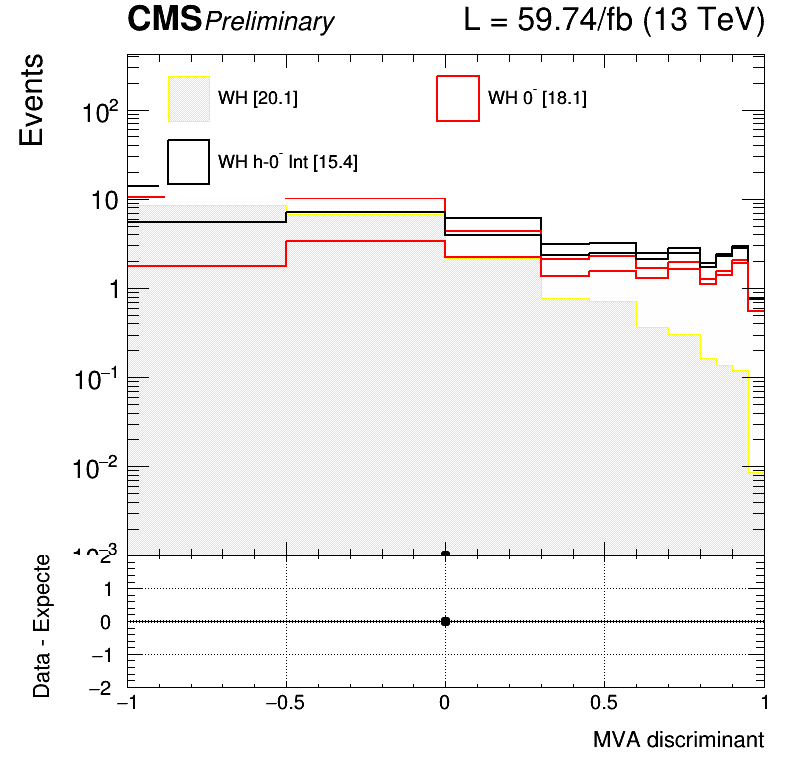 CMS Preliminary L = 59.74/fb (13 TeV)
Events
WH [20.1]
WH 0⁻ [18.1]
WH h-0⁻ Int [15.4]
10²
10
1
10⁻¹
10⁻²
10⁻³
Data - Expecte
2
1
0
−1
−2
−1 −0.5 0 0.5 1
MVA discriminant